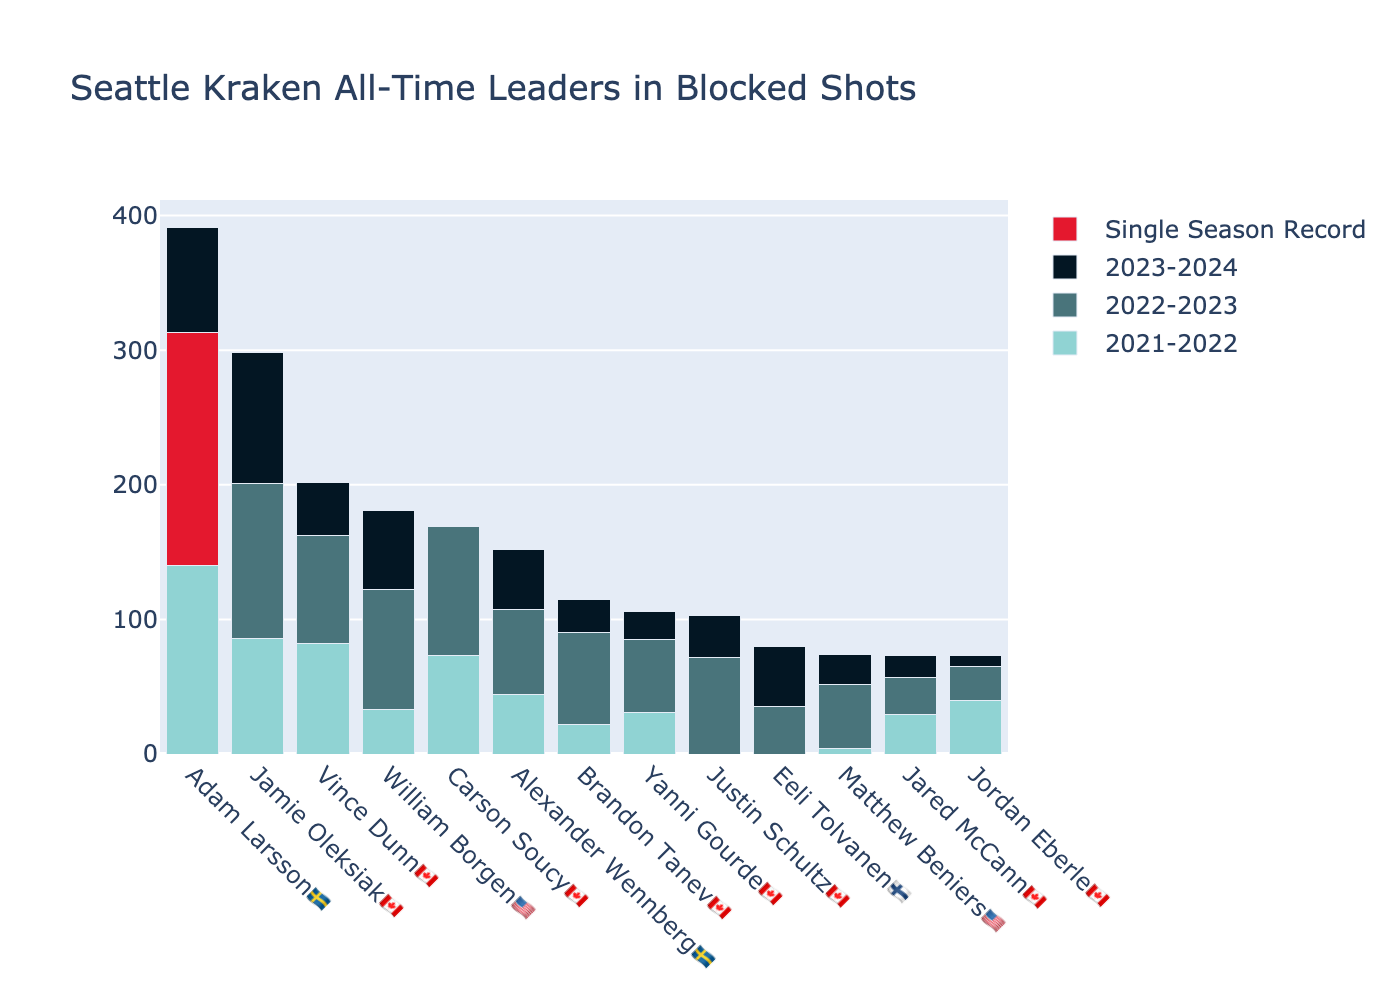 Seattle Kraken All-Time Leaders in Blocked Shots
400
300
200
100
0
Single Season Record
2023-2024
2022-2023
2021-2022
Adam Larsson🇸🇪
Jamie Oleksiak🇨🇦
Vince Dunn🇨🇦
William Borgen🇺🇸
Carson Soucy🇨🇦
Alexander Wennberg🇸🇪
Brandon Tanev🇨🇦
Yanni Gourde🇨🇦
Justin Schultz🇨🇦
Eeli Tolvanen🇫🇮
Matthew Beniers🇺🇸
Jared McCann🇨🇦
Jordan Eberle🇨🇦